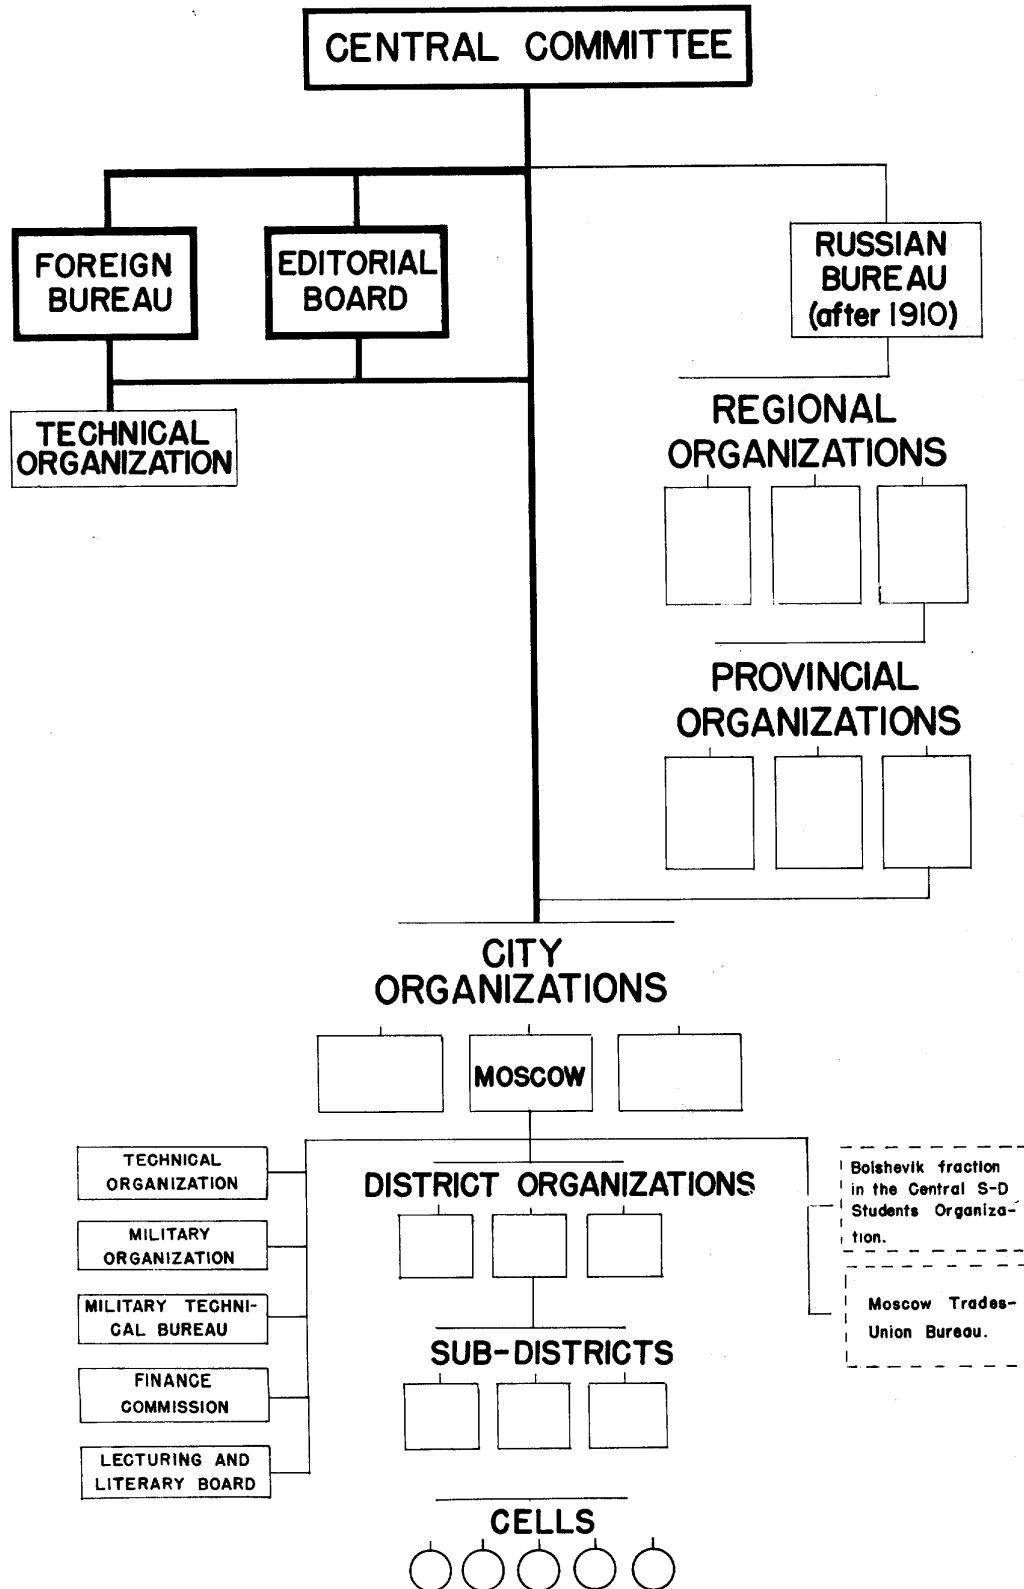 CENTRAL COMMITTEE
FOREIGN
BUREAU
EDITORIAL
BOARD
RUSSIAN
BUREAU
(after 1910)
TECHNICAL
ORGANIZATION
REGIONAL
ORGANIZATIONS
PROVINCIAL
ORGANIZATIONS
CITY
ORGANIZATIONS
MOSCOW
TECHNICAL
ORGANIZATION
MILITARY
ORGANIZATION
MILITARY TECHNI-
CAL BUREAU
FINANCE
COMMISSION
LECTURING AND
LITERARY BOARD
DISTRICT ORGANIZATIONS
SUB-DISTRICTS
CELLS
Bolshevik fraction
in the Central S-D
Students Organiza-
tion.
Moscow Trades-
Union Bureau.